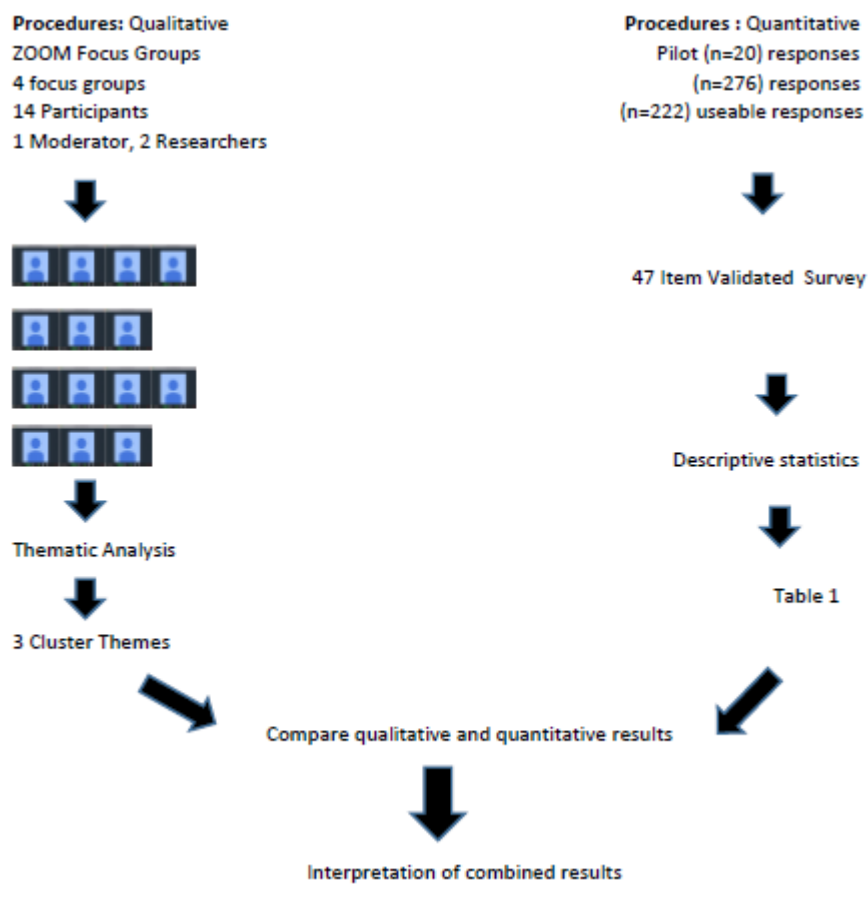 Procedures: Qualitative
ZOOM Focus Groups
4 focus groups
14 Participants
1 Moderator, 2 Researchers
Thematic Analysis
3 Cluster Themes
Procedures : Quantitative
Pilot (n=20) responses
(n=276) responses
(n=222) useable responses
47 Item Validated Survey
Descriptive statistics
Table 1
Compare qualitative and quantitative results
Interpretation of combined results